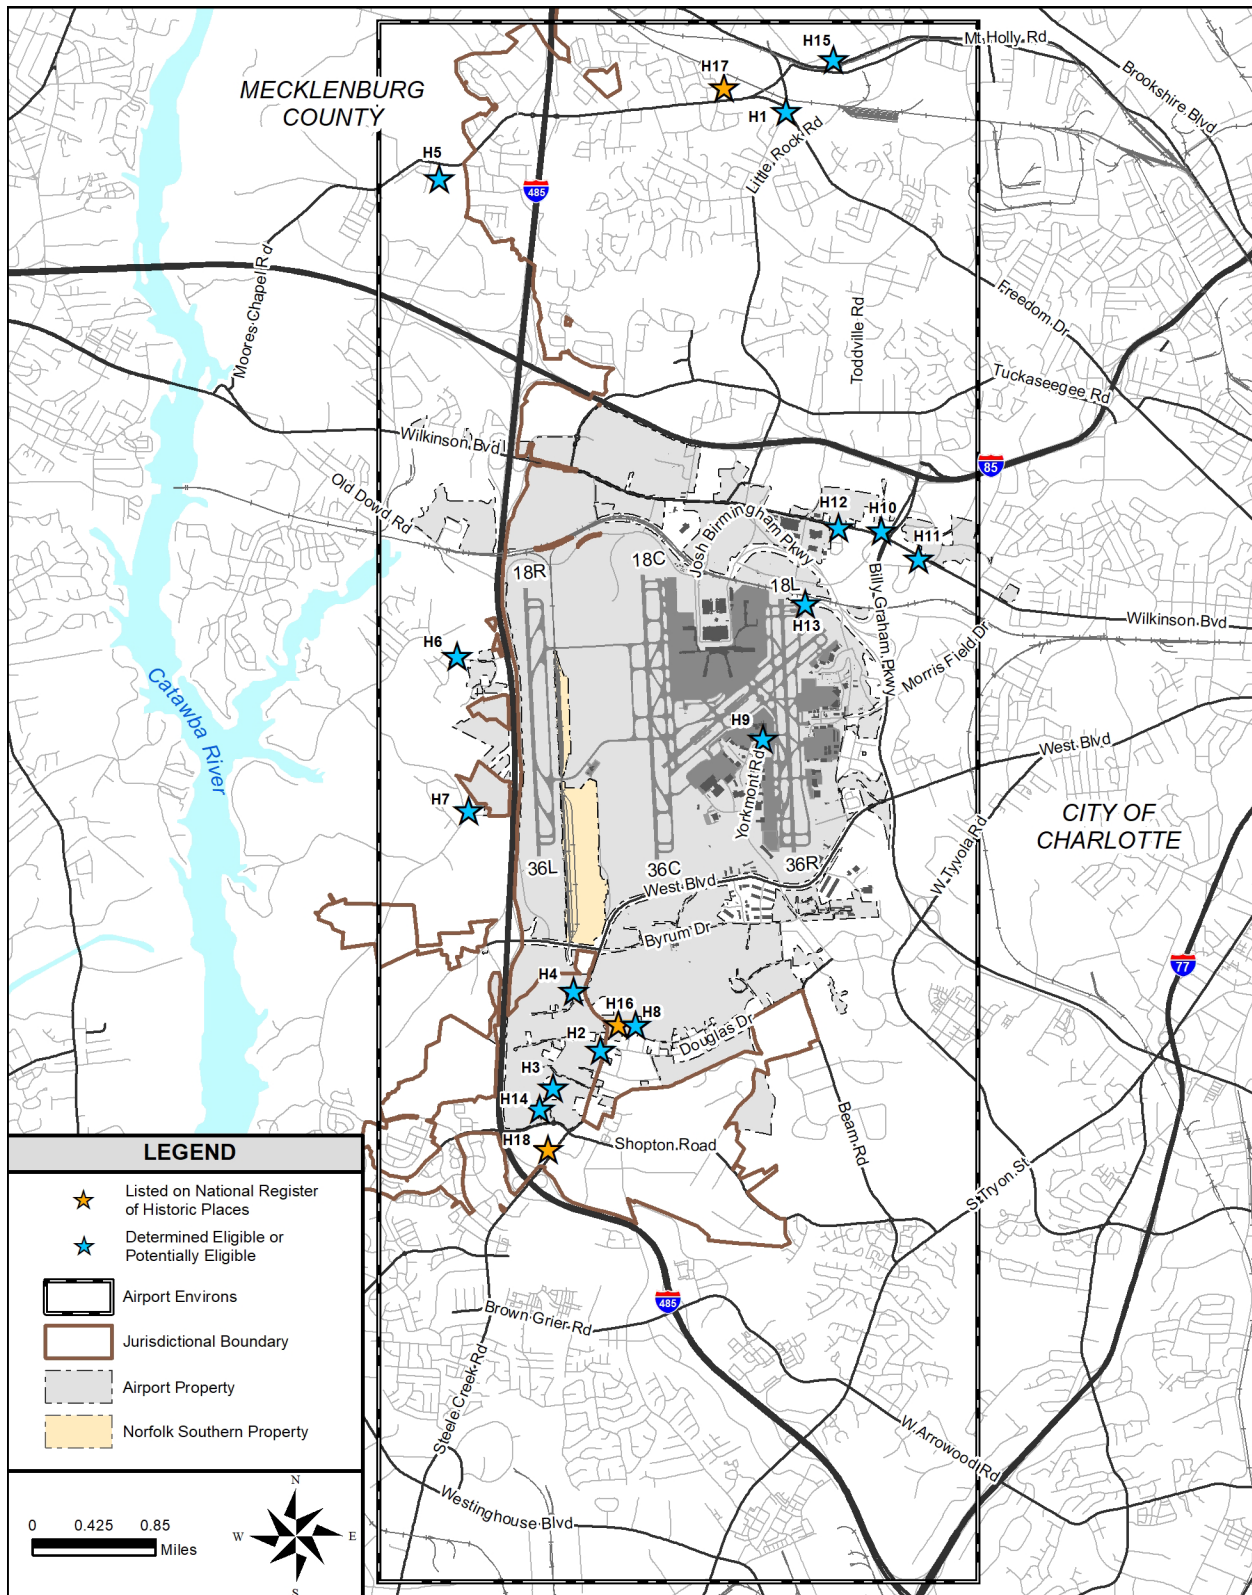 H15
Mt Holly Rd
H17
Brookshire Blvd
MECKLENBURG
COUNTY
H1
Little Rock Rd
H5
485
Moores Chapel Rd
Toddville Rd
Freedom Dr
Tuckaseegee Rd
Wilkinson Bvd
85
Old Dowd Rd
H12
H10
H11
Josh Birmingham Pkwy
18C
18R
18L
H13
Billy Graham Pkwy
Wilkinson Bvd
Morris Field Dr
H6
Catawba River
H9
West Blvd
Yorkmont Rd
H7
CITY OF
CHARLOTTE
W Tyvola Rd
36L
36C
36R
West Blvd
Byrum Dr
77
H4
H16
H8
Douglas Dr
H2
H3
H14
Beam Rd
H18
Shopton Road
S Tryon St
LEGEND
Listed on National Register
of Historic Places
Determined Eligible or
Potentially Eligible
Airport Environs
Jurisdictional Boundary
Airport Property
Norfolk Southern Property
485
Brown Grier Rd
Steele Creek Rd
W Arrowood Rd
Westinghouse Blvd
0 0.425 0.85
Miles
N
W
E
S